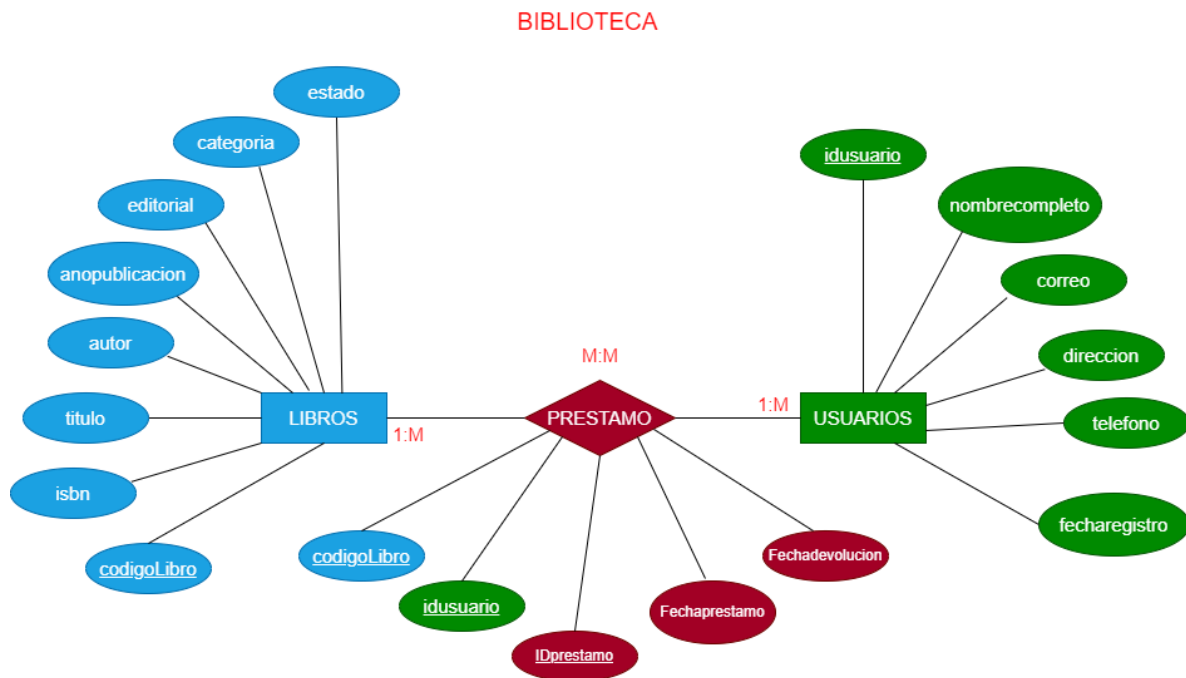 BIBLIOTECA
estado
categoria
editorial
anopublicacion
autor
titulo
isbn
codigoLibro
LIBROS
1:M
M:M
PRESTAMO
1:M
USUARIOS
codigoLibro
idusuario
IDprestamo
Fechaprestamo
Fechadevolucion
idusuario
nombrecompleto
correo
direccion
telefono
fecharegistro